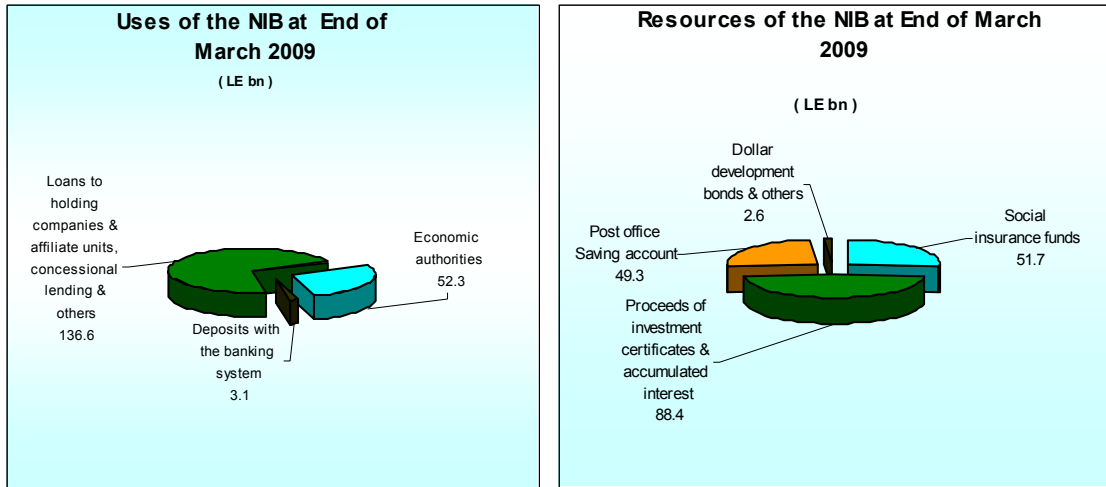 Uses of the NIB at End of
March 2009
( LE bn )
Loans to
holding
companies &
affiliate units,
concessional
lending &
others
136.6
Deposits with
the banking
system
3.1
Economic
authorities
52.3
Resources of the NIB at End of March
2009
( LE bn )
Dollar
development
bonds & others
2.6
Post office
Saving account
49.3
Social
insurance funds
51.7
Proceeds of
investment
certificates &
accumulated
interest
88.4